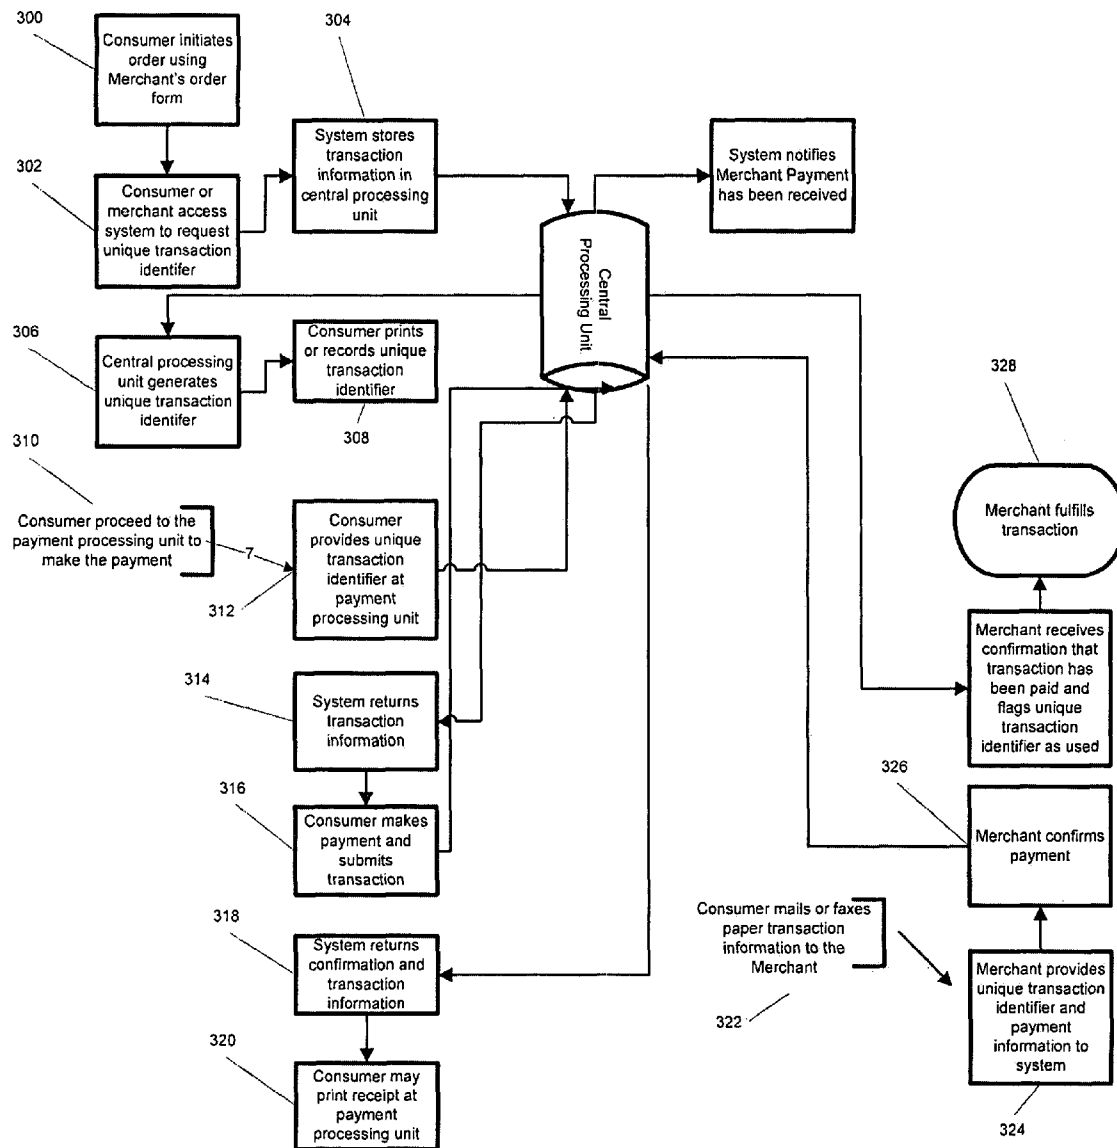 300
Consumer initiates
order using
Merchant's order
form
302
Consumer or
merchant access
system to request
unique transaction
identifer
304
System stores
transaction
information in
central processing
unit
System notifies
Merchant Payment
has been received
Central
Processing Unit
306
Central processing
unit generates
unique transaction
identifer
Consumer prints
or records unique
transaction
identifier
308
310
Consumer proceed to the
payment processing unit to
make the payment
7
312
Consumer
provides unique
transaction
identifier at
payment
processing unit
314
System returns
transaction
information
316
Consumer makes
payment and
submits
transaction
318
System returns
confirmation and
transaction
information
320
Consumer may
print receipt at
payment
processing unit
328
Merchant fulfills
transaction
Merchant receives
confirmation that
transaction has
been paid and
flags unique
transaction
identifier as used
326
Merchant confirms
payment
Consumer mails or faxes
paper transaction
information to the
Merchant
322
Merchant provides
unique transaction
identifier and
payment
information to
system
324